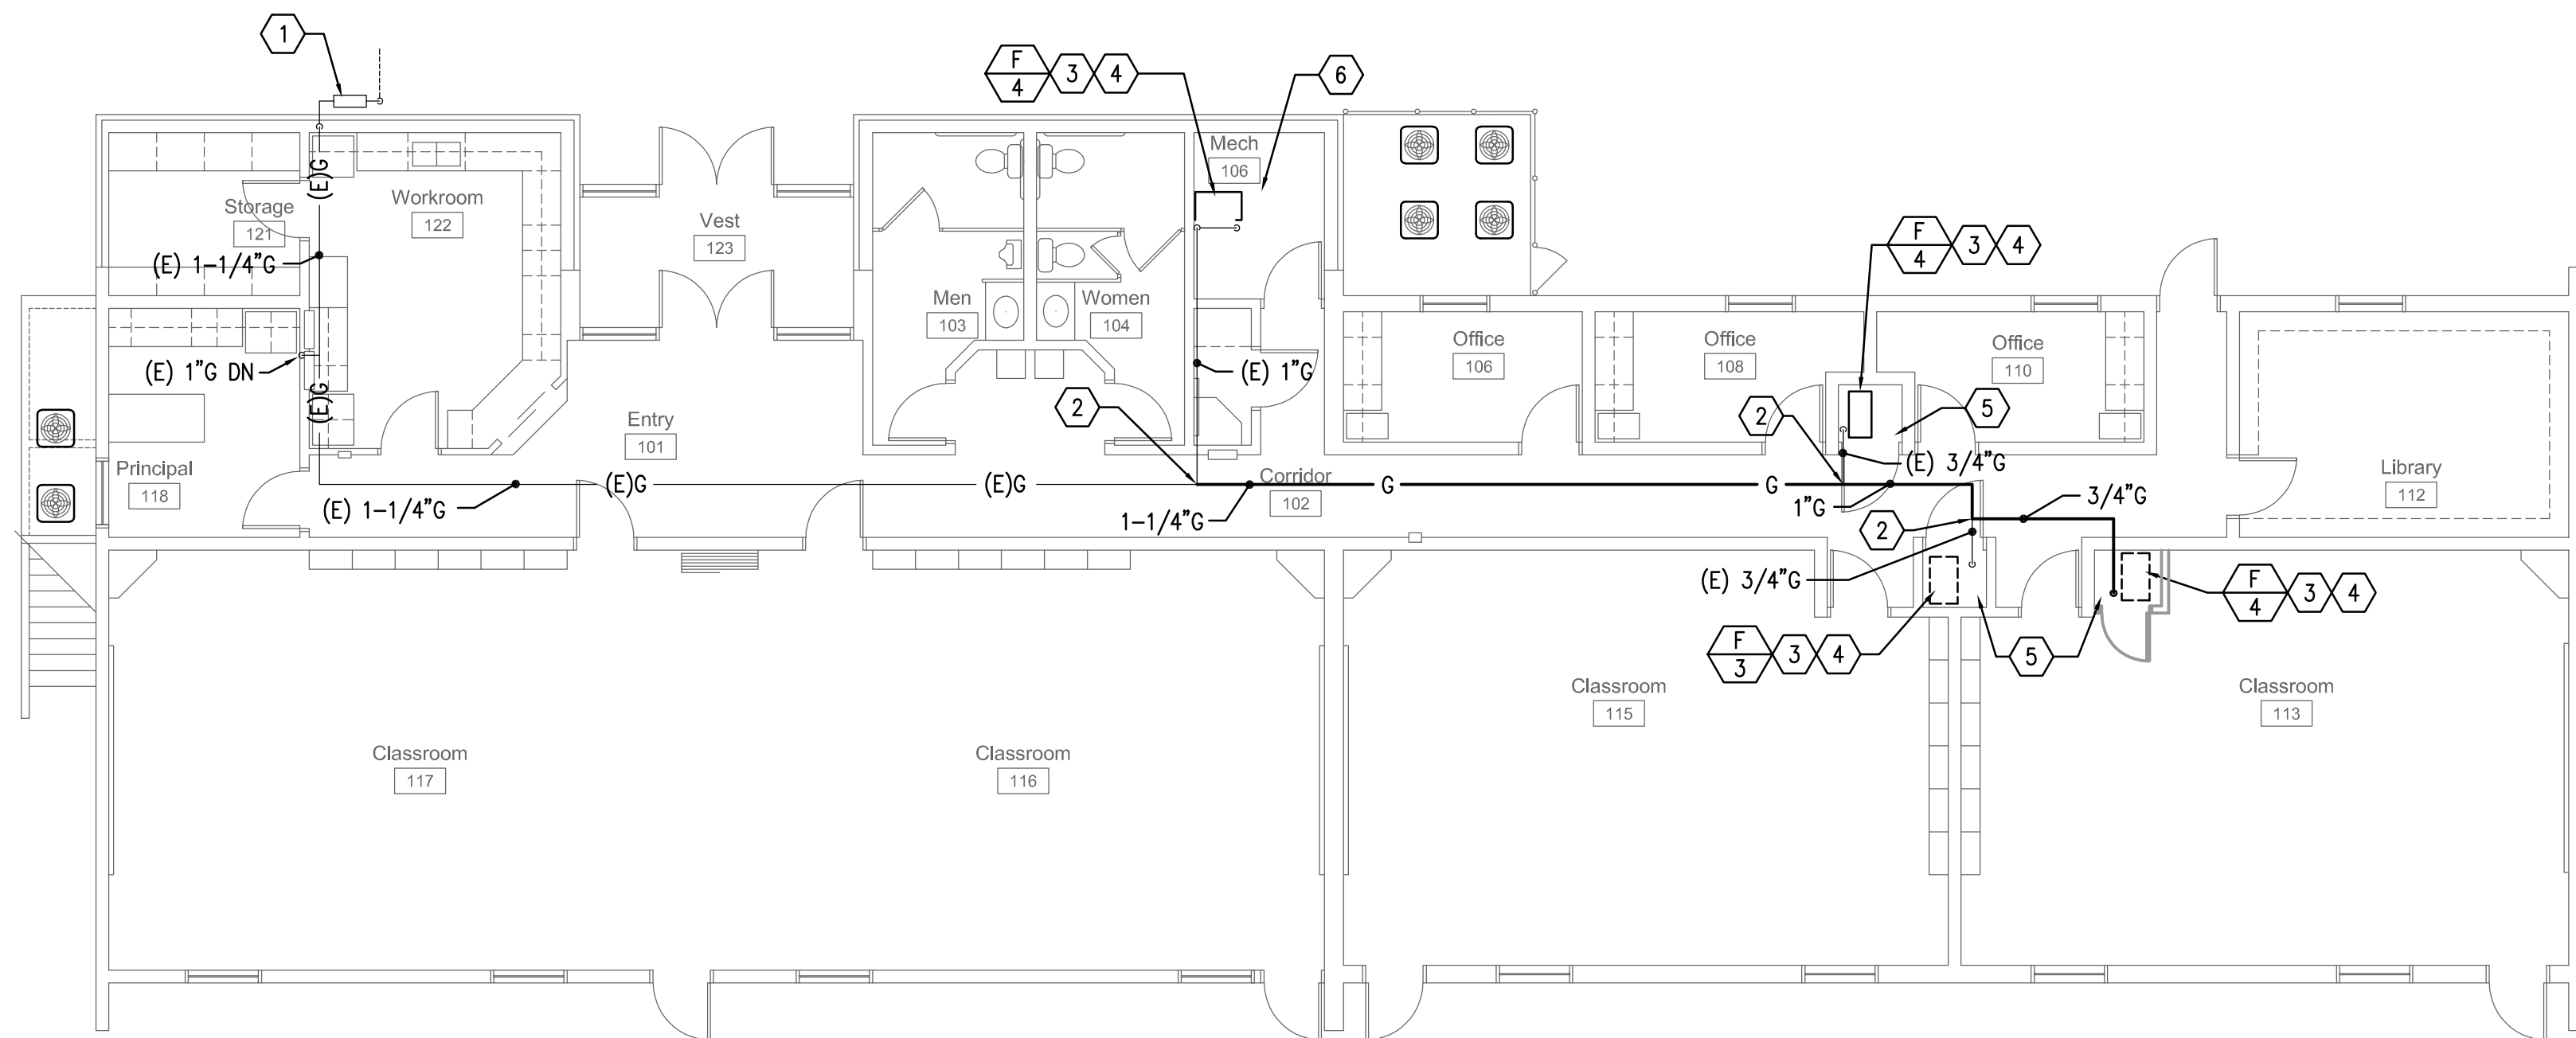 1
F
4
3
4
6
Mech
106
(E)G
Workroom
122
Storage
121
Vest
123
(E) 1-1/4"G
F
4
3
4
Men
103
Women
104
Office
106
Office
108
Office
110
(E) 1"G DN
(E) 1"G
(E)G
2
2
5
Entry
101
Principal
118
(E) 3/4"G
Library
112
Corridor
102
(E)G
(E)G
G
G
(E) 1-1/4"G
1-1/4"G
1"G
3/4"G
2
(E) 3/4"G
F
4
3
4
F
3
3
4
5
Classroom
115
Classroom
113
Classroom
117
Classroom
116